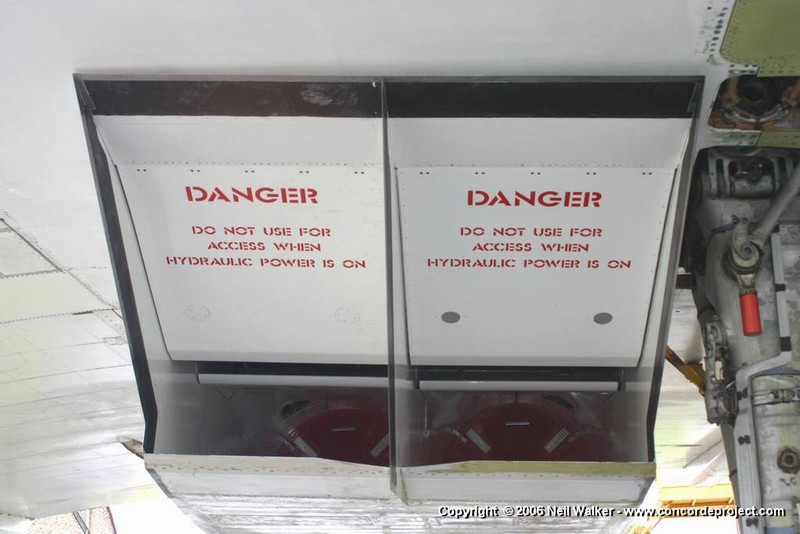 DANGER
DO NOT USE FOR
ACCESS WHEN
HYDRAULIC POWER IS ON
DANGER
DO NOT USE FOR
ACCESS WHEN
HYDRAULIC POWER IS ON
Copyright © 2006 Neil Walker - www.concordeproject.com